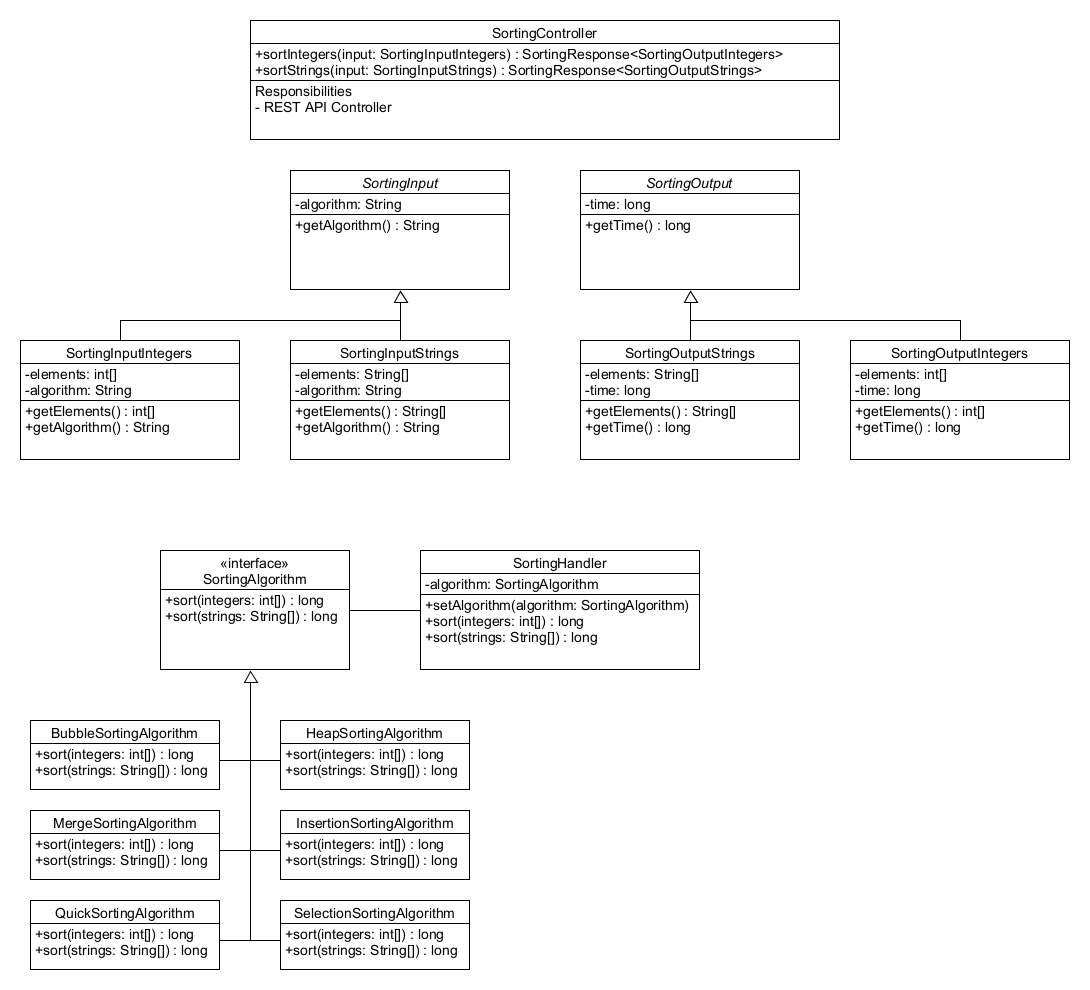 SortingController
+sortIntegers(input: SortingInputIntegers) : SortingResponse<SortingOutputIntegers>
+sortStrings(input: SortingInputStrings) : SortingResponse<SortingOutputStrings>
Responsibilities
- REST API Controller
SortingInput
-algorithm: String
+getAlgorithm() : String
SortingOutput
-time: long
+getTime() : long
SortingInputIntegers
-elements: int[]
-algorithm: String
+getElements() : int[]
+getAlgorithm() : String
SortingInputStrings
-elements: String[]
-algorithm: String
+getElements() : String[]
+getAlgorithm() : String
SortingOutputStrings
-elements: String[]
-time: long
+getElements() : String[]
+getTime() : long
SortingOutputIntegers
-elements: int[]
-time: long
+getElements() : int[]
+getTime() : long
«interface»
SortingAlgorithm
+sort(integers: int[]) : long
+sort(strings: String[]) : long
SortingHandler
-algorithm: SortingAlgorithm
+setAlgorithm(algorithm: SortingAlgorithm)
+sort(integers: int[]) : long
+sort(strings: String[]) : long
BubbleSortingAlgorithm
+sort(integers: int[]) : long
+sort(strings: String[]) : long
HeapSortingAlgorithm
+sort(integers: int[]) : long
+sort(strings: String[]) : long
MergeSortingAlgorithm
+sort(integers: int[]) : long
+sort(strings: String[]) : long
InsertionSortingAlgorithm
+sort(integers: int[]) : long
+sort(strings: String[]) : long
QuickSortingAlgorithm
+sort(integers: int[]) : long
+sort(strings: String[]) : long
SelectionSortingAlgorithm
+sort(integers: int[]) : long
+sort(strings: String[]) : long